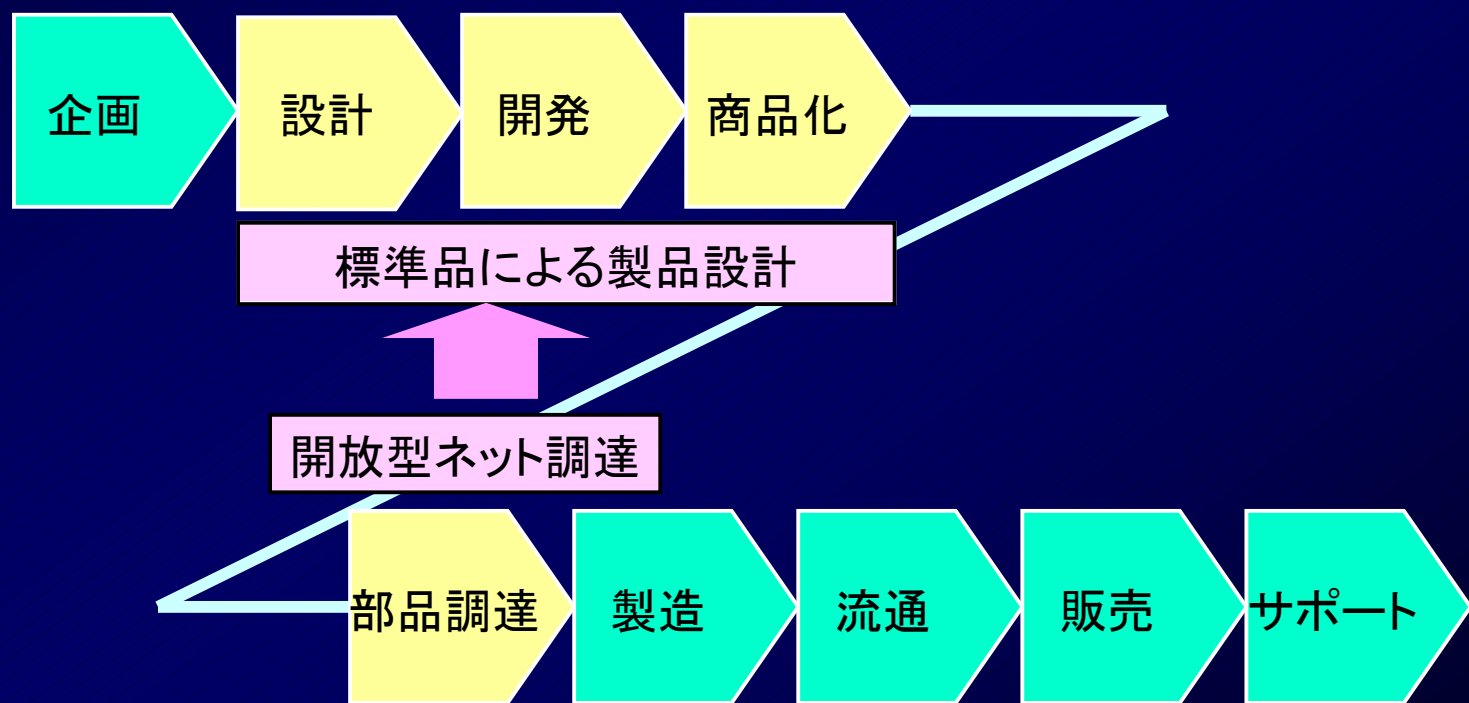 企画
設計
開発
商品化
標準品による製品設計
開放型ネット調達
部品調達
製造
流通
販売
サポート